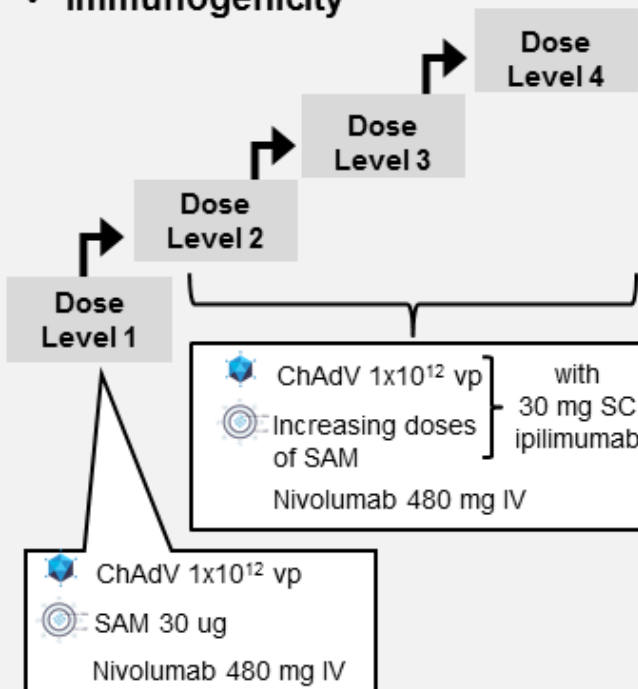 • Immunogenicity
Dose
Level 4
Dose
Level 3
Dose
Level 2
Dose
Level 1
ChAdV 1x10¹² vp
Increasing doses
of SAM
with
30 mg SC
ipilimumab
Nivolumab 480 mg IV
ChAdV 1x10¹² vp
SAM 30 ug
Nivolumab 480 mg IV